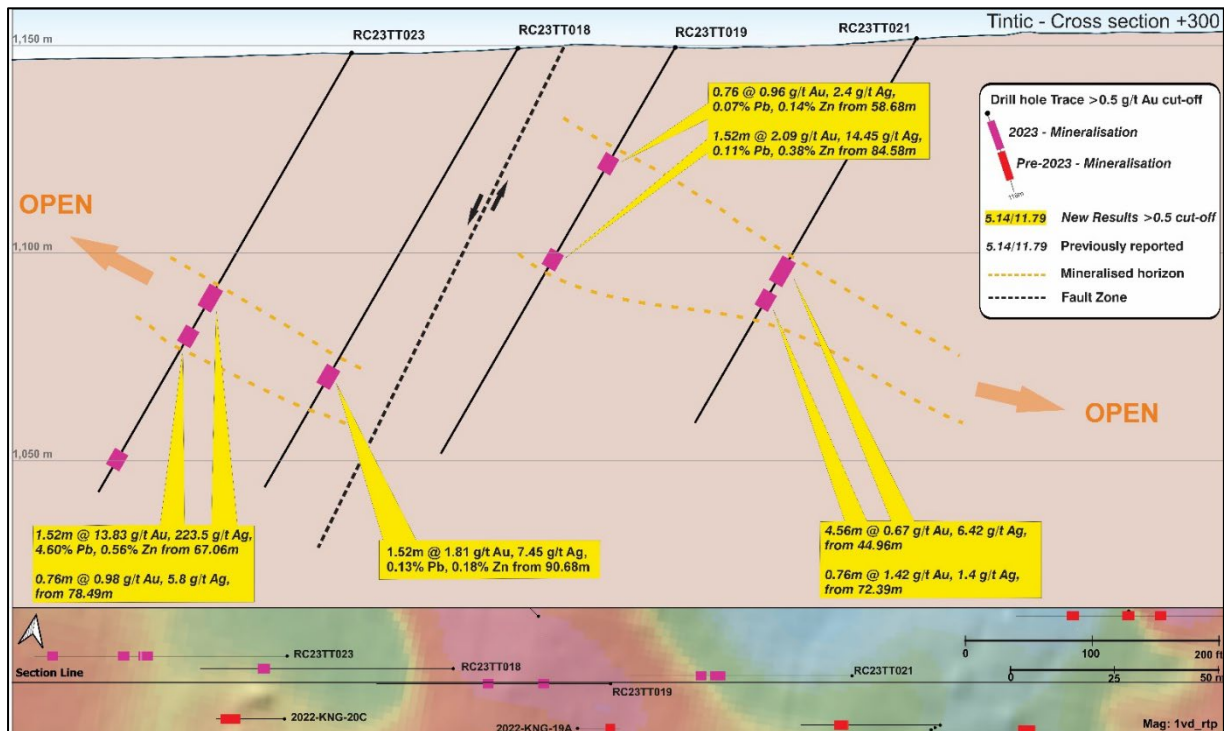 Tintic - Cross section +300
1,150 m
RC23TT023
RC23TT018
RC23TT019
RC23TT021
0.76 @ 0.96 g/t Au, 2.4 g/t Ag,
0.07% Pb, 0.14% Zn from 58.68m
1.52m @ 2.09 g/t Au, 14.45 g/t Ag,
0.11% Pb, 0.38% Zn from 84.58m
Drill hole Trace >0.5 g/t Au cut-off
2023 - Mineralisation
Pre-2023 - Mineralisation
5.14/11.79 New Results >0.5 cut-off
5.14/11.79 Previously reported
Mineralised horizon
Fault Zone
OPEN
1,100 m
OPEN
1,050 m
1.52m @ 13.83 g/t Au, 223.5 g/t Ag,
4.60% Pb, 0.56% Zn from 67.06m
0.76m @ 0.98 g/t Au, 5.8 g/t Ag,
from 78.49m
1.52m @ 1.81 g/t Au, 7.45 g/t Ag,
0.13% Pb, 0.18% Zn from 90.68m
4.56m @ 0.67 g/t Au, 6.42 g/t Ag,
from 44.96m
0.76m @ 1.42 g/t Au, 1.4 g/t Ag,
from 72.39m
RC23TT023
Section Line
RC23TT018
RC23TT019
RC23TT021
0 100 200 ft
0 25 50 m
2022-KNG-20C
2022-KNG-19A
Mag: 1vd_rtp